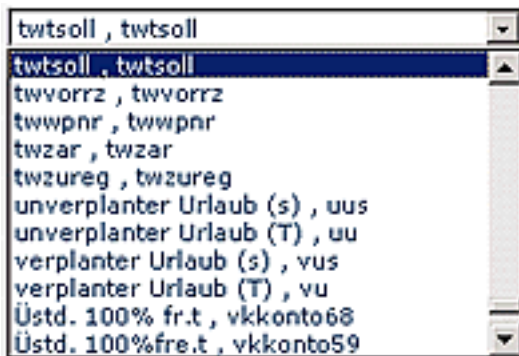 twtsoll , twtsoll
twtsoll , twtsoll
twvorrz , twvorrz
twwpnr , twwpnr
twzar , twzar
twzureg , twzureg
unverplanter Urlaub (s) , uus
unverplanter Urlaub (T) , uu
verplanter Urlaub (s) , vus
verplanter Urlaub (T) , vu
Üstd. 100% fr.t , vkkonto68
Üstd. 100%fre.t , vkkonto59